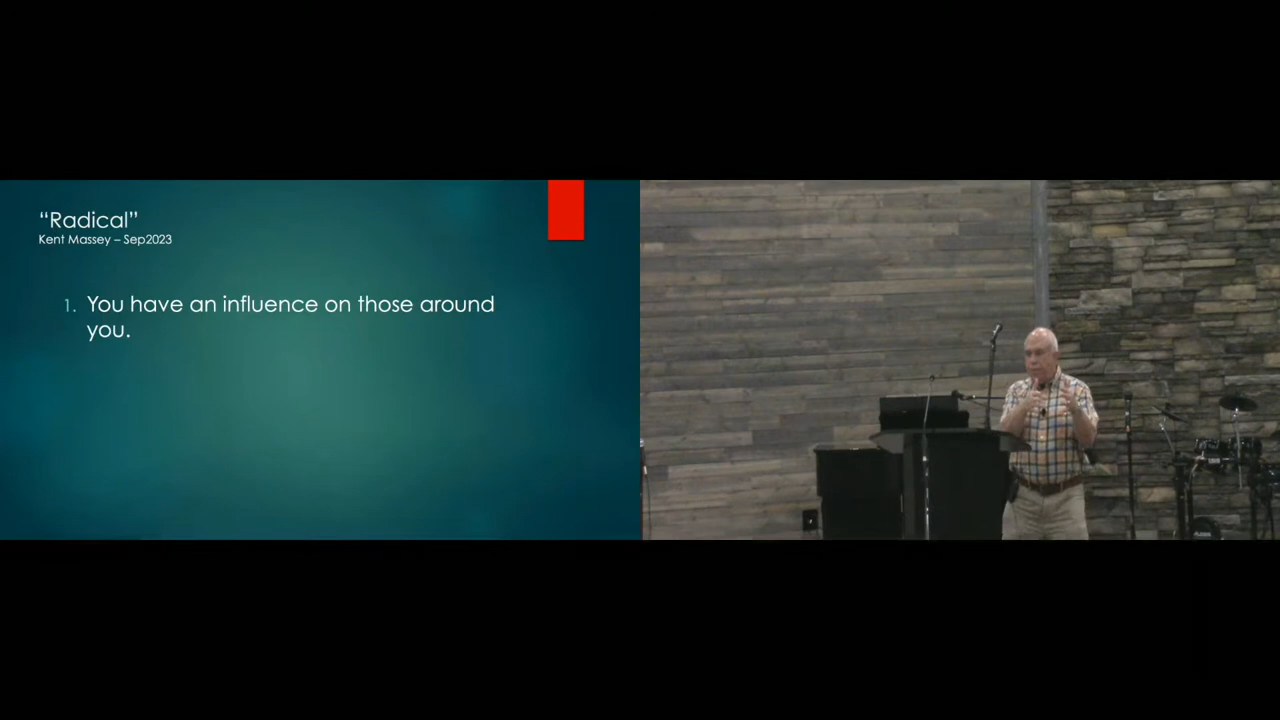 “Radical”
Kent Massey – Sep2023
1. You have an influence on those around
you.